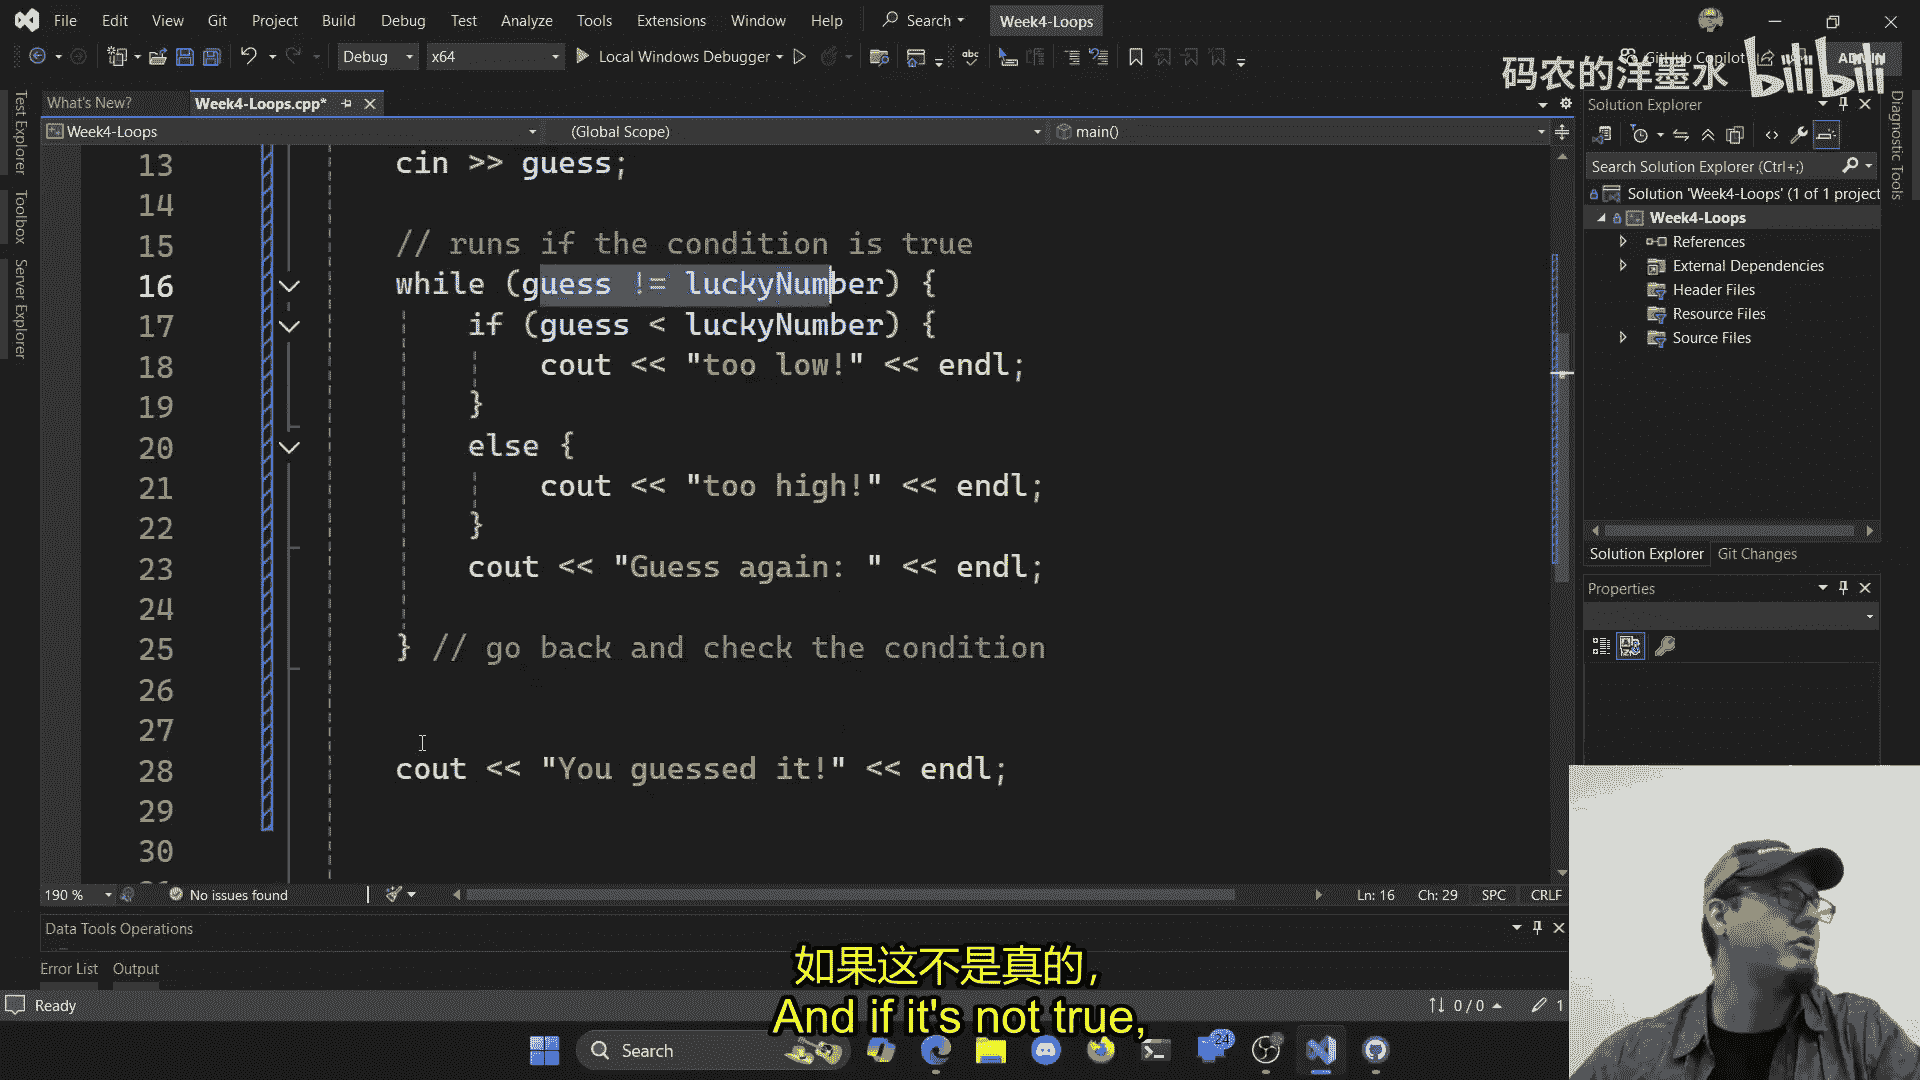 File Edit View Git Project Build Debug Test Analyze Tools Extensions Window Help Search Week4-Loops
Debug x64 Local Windows Debugger GitHub Copilot ADMIN
码农的洋墨水 bilibili
What's New? Week4-Loops.cpp*
Week4-Loops (Global Scope) main()
Test Explorer
Toolbox
Server Explorer
13 cin >> guess;
14
15 // runs if the condition is true
16 while (guess != luckyNumber) {
17 if (guess < luckyNumber) {
18 cout << "too low!" << endl;
19 }
20 else {
21 cout << "too high!" << endl;
22 }
23 cout << "Guess again: " << endl;
24
25 } // go back and check the condition
26
27
28 cout << "You guessed it!" << endl;
29
30
190 % No issues found Ln: 16 Ch: 29 SPC CRLF
Data Tools Operations
Error List Output
Ready 0 / 0 1
Solution Explorer
Search Solution Explorer (Ctrl+;)
Solution 'Week4-Loops' (1 of 1 project
Week4-Loops
References
External Dependencies
Header Files
Resource Files
Source Files
Solution Explorer Git Changes
Properties
Diagnostic Tools
如果这不是真的，
And if it's not true,
Search
24